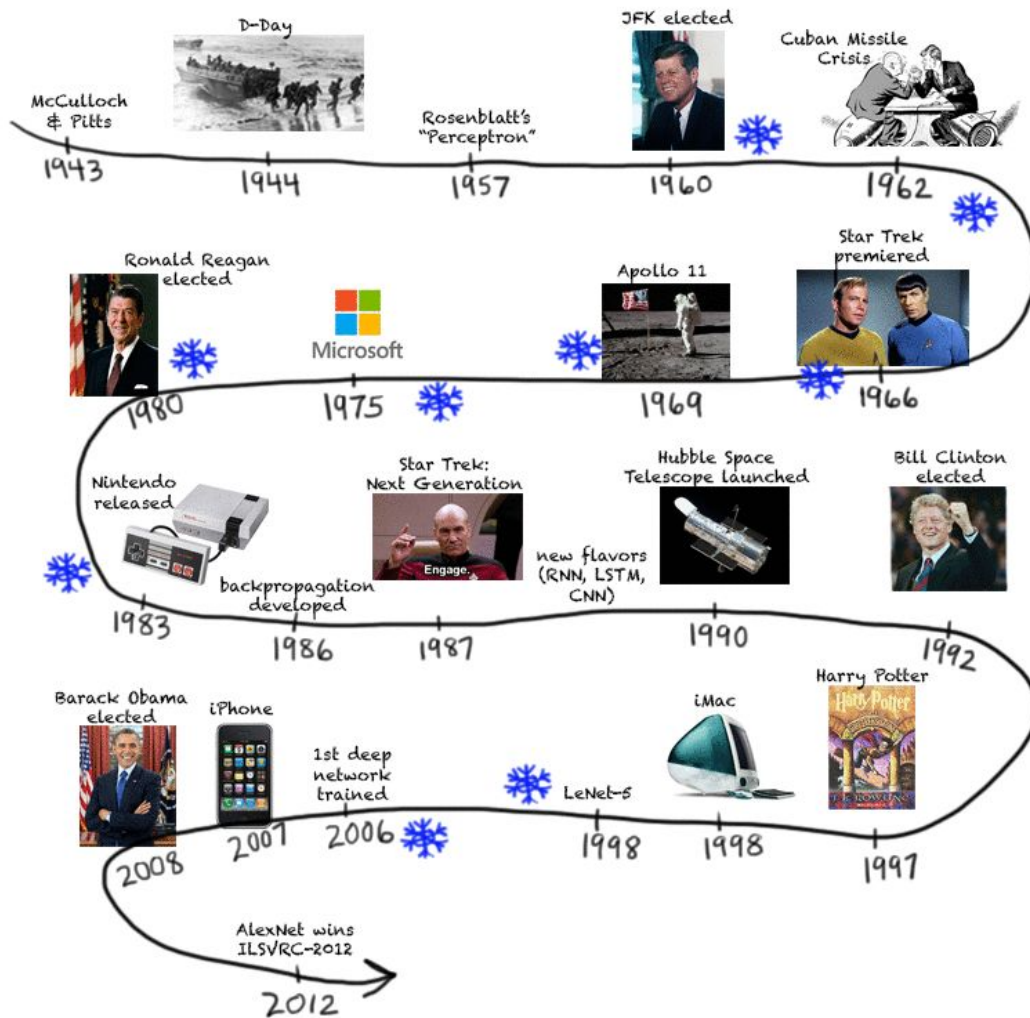 D-Day
JFK elected
Cuban Missile
Crisis
McCulloch
& Pitts
Rosenblatt's
"Perceptron"
1943
1944
1957
1960
1962
Ronald Reagan
elected
Microsoft
Apollo 11
Star Trek
premiered
1980
1975
1969
1966
Nintendo
released
Star Trek:
Next Generation
Engage.
Hubble Space
Telescope launched
Bill Clinton
elected
backpropagation
developed
new flavors
(RNN, LSTM,
CNN)
1983
1986
1987
1990
1992
Barack Obama
elected
iPhone
1st deep
network
trained
LeNet-5
iMac
Harry Potter
Harry Potter
J.K. ROWLING
2008
2007
2006
1998
1998
1997
AlexNet wins
ILSVRC-2012
2012